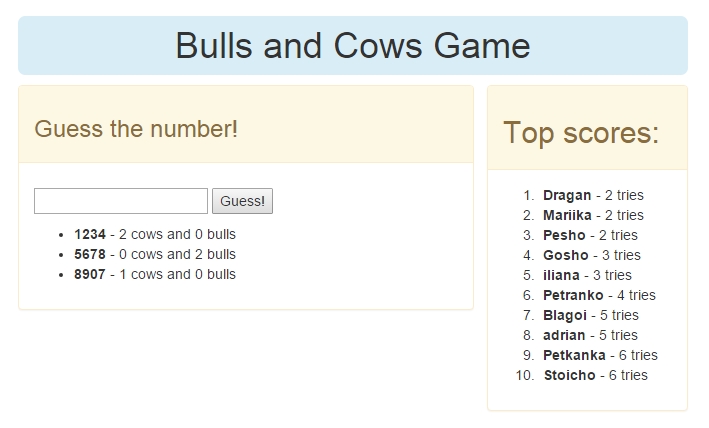 Bulls and Cows Game
Guess the number!
Guess!
1234 - 2 cows and 0 bulls
5678 - 0 cows and 2 bulls
8907 - 1 cows and 0 bulls
Top scores:
1. Dragan - 2 tries
2. Mariika - 2 tries
3. Pesho - 2 tries
4. Gosho - 3 tries
5. iliana - 3 tries
6. Petranko - 4 tries
7. Blagoi - 5 tries
8. adrian - 5 tries
9. Petkanka - 6 tries
10. Stoicho - 6 tries